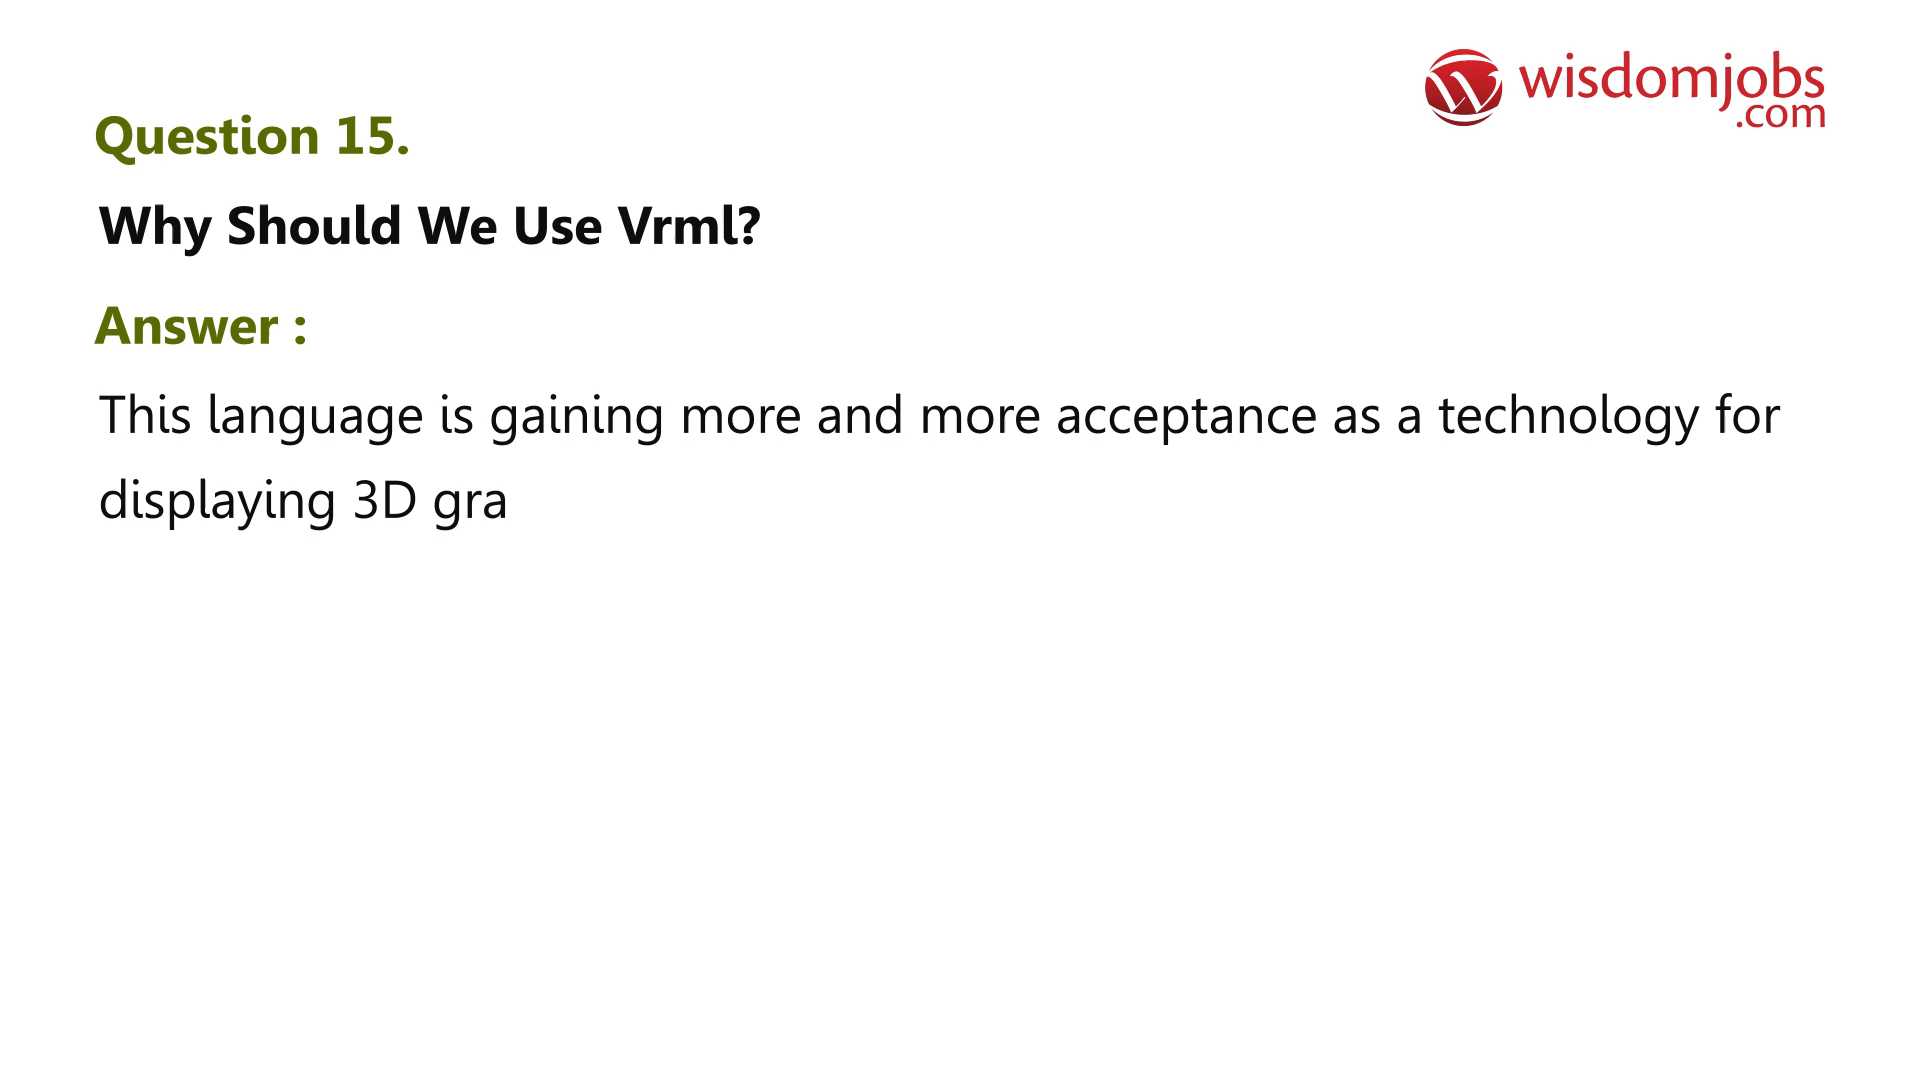 wisdomjobs
.com
Question 15.
Why Should We Use Vrml?
Answer :
This language is gaining more and more acceptance as a technology for
displaying 3D gra